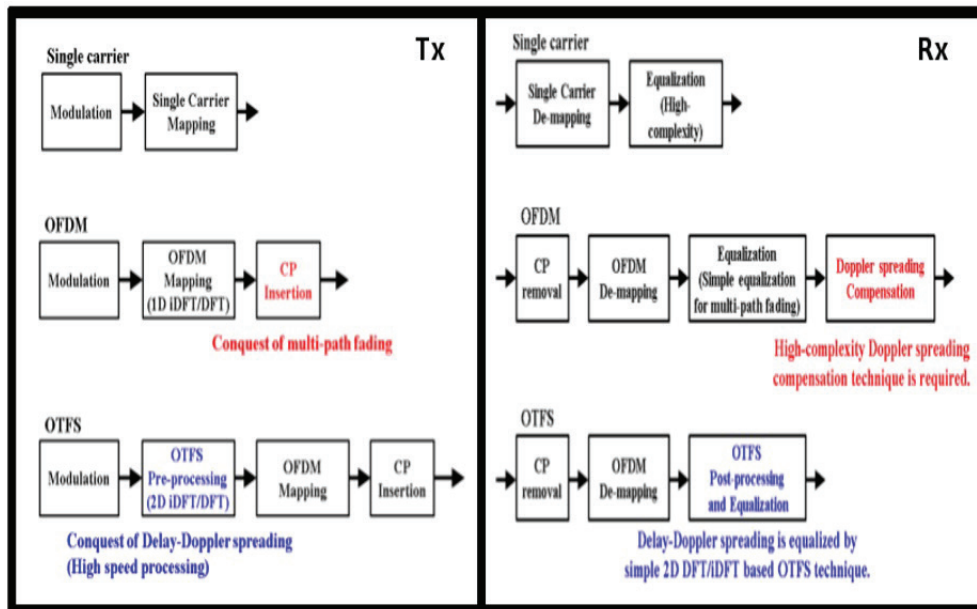 Tx
Single carrier
Modulation
Single Carrier
Mapping
OFDM
Modulation
OFDM
Mapping
(1D iDFT/DFT)
CP
Insertion
Conquest of multi-path fading
OTFS
Modulation
OTFS
Pre-processing
(2D iDFT/DFT)
OFDM
Mapping
CP
Insertion
Conquest of Delay-Doppler spreading
(High speed processing)
Rx
Single carrier
Single Carrier
De-mapping
Equalization
(High-
complexity)
OFDM
CP
removal
OFDM
De-mapping
Equalization
(Simple equalization
for multi-path fading)
Doppler spreading
Compensation
High-complexity Doppler spreading
compensation technique is required.
OTFS
CP
removal
OFDM
De-mapping
OTFS
Post-processing
and Equalization
Delay-Doppler spreading is equalized by
simple 2D DFT/iDFT based OTFS technique.